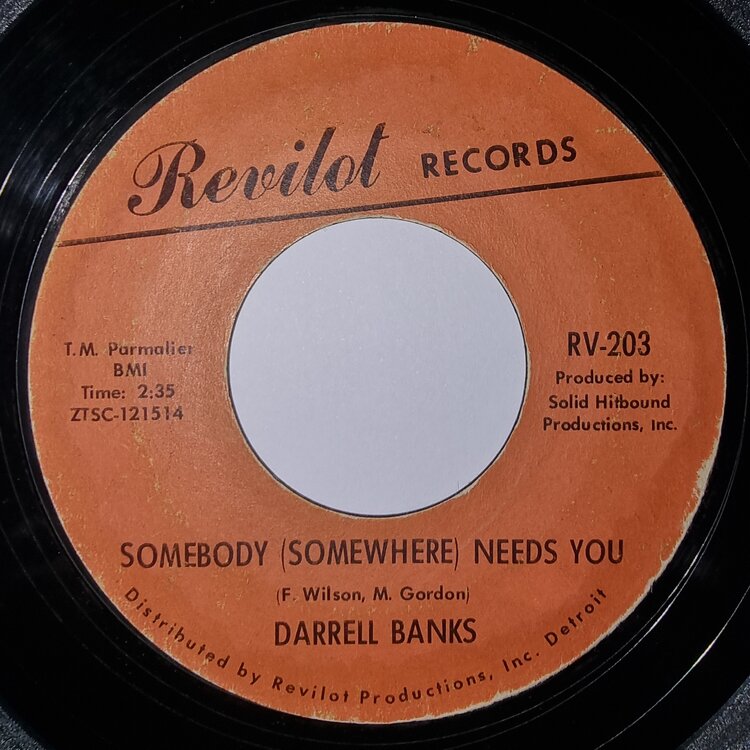 Revilot RECORDS
T.M. Parmalier
BMI
Time: 2:35
ZTSC-121514
RV-203
Produced by:
Solid Hitbound
Productions, Inc.
SOMEBODY (SOMEWHERE) NEEDS YOU
(F. Wilson, M. Gordon)
DARRELL BANKS
Distributed by Revilot Productions, Inc. Detroit